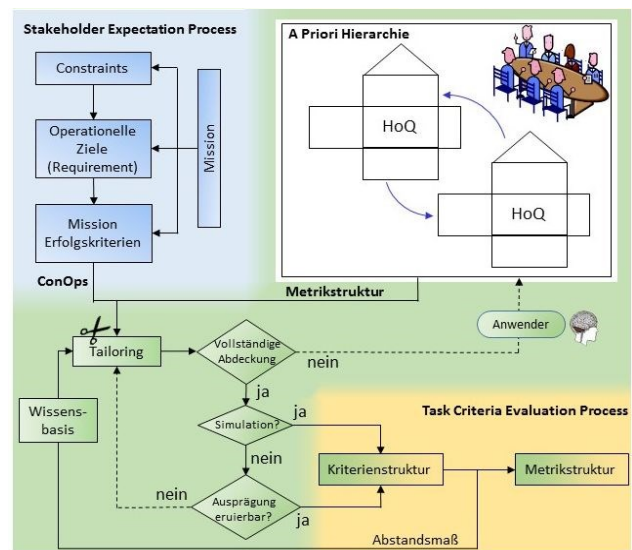 Stakeholder Expectation Process
Constraints
Operationelle
Ziele
(Requirement)
Mission
Erfolgskriterien
Mission
ConOps
A Priori Hierarchie
HoQ
HoQ
Metrikstruktur
Anwender
Tailoring
Vollständige
Abdeckung
nein
ja
Wissens-
basis
Simulation?
ja
nein
Task Criteria Evaluation Process
Kriterienstruktur
Metrikstruktur
nein
Ausprägung
eruierbar?
ja
Abstandsmaß